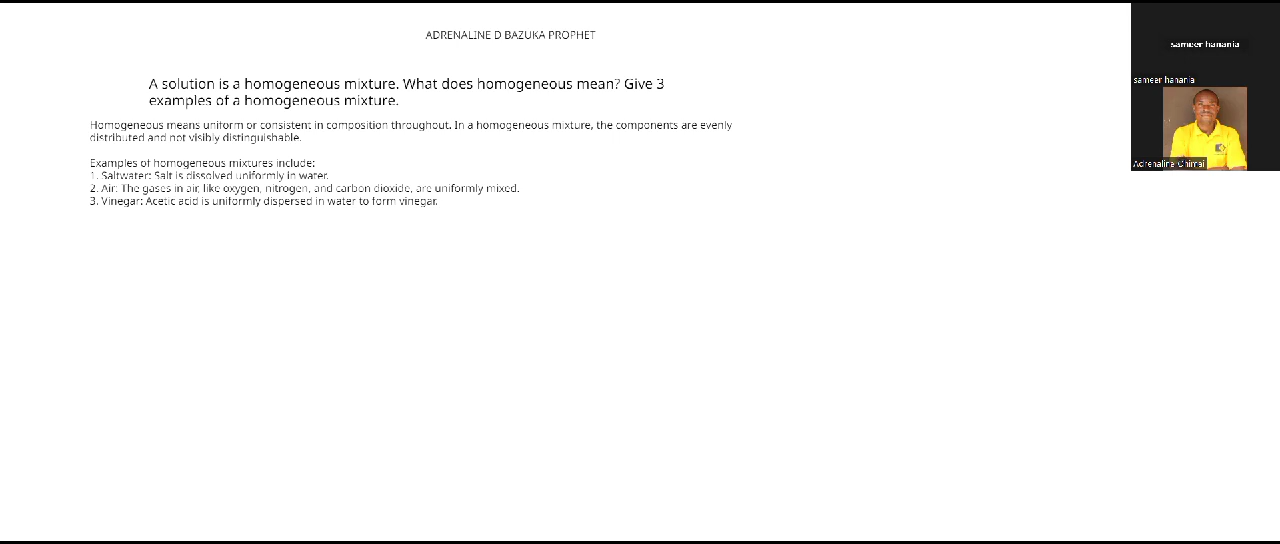 ADRENALINE D BAZUKA PROPHET
A solution is a homogeneous mixture. What does homogeneous mean? Give 3
examples of a homogeneous mixture.
Homogeneous means uniform or consistent in composition throughout. In a homogeneous mixture, the components are evenly
distributed and not visibly distinguishable.
Examples of homogeneous mixtures include:
1. Saltwater: Salt is dissolved uniformly in water.
2. Air: The gases in air, like oxygen, nitrogen, and carbon dioxide, are uniformly mixed.
3. Vinegar: Acetic acid is uniformly dispersed in water to form vinegar.
sameer hanania
sameer hanania
Adrenaline Chimai